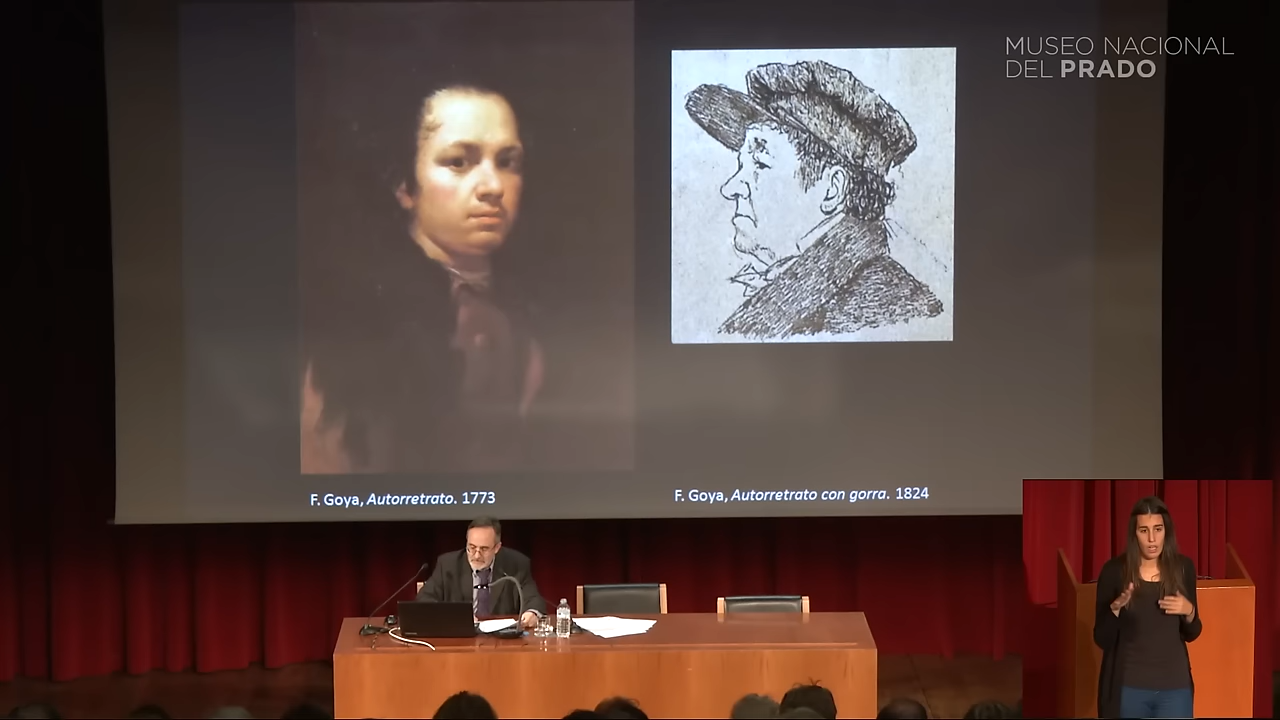 MUSEO NACIONAL
DEL PRADO
F. Goya, Autorretrato. 1773
F. Goya, Autorretrato con gorra. 1824